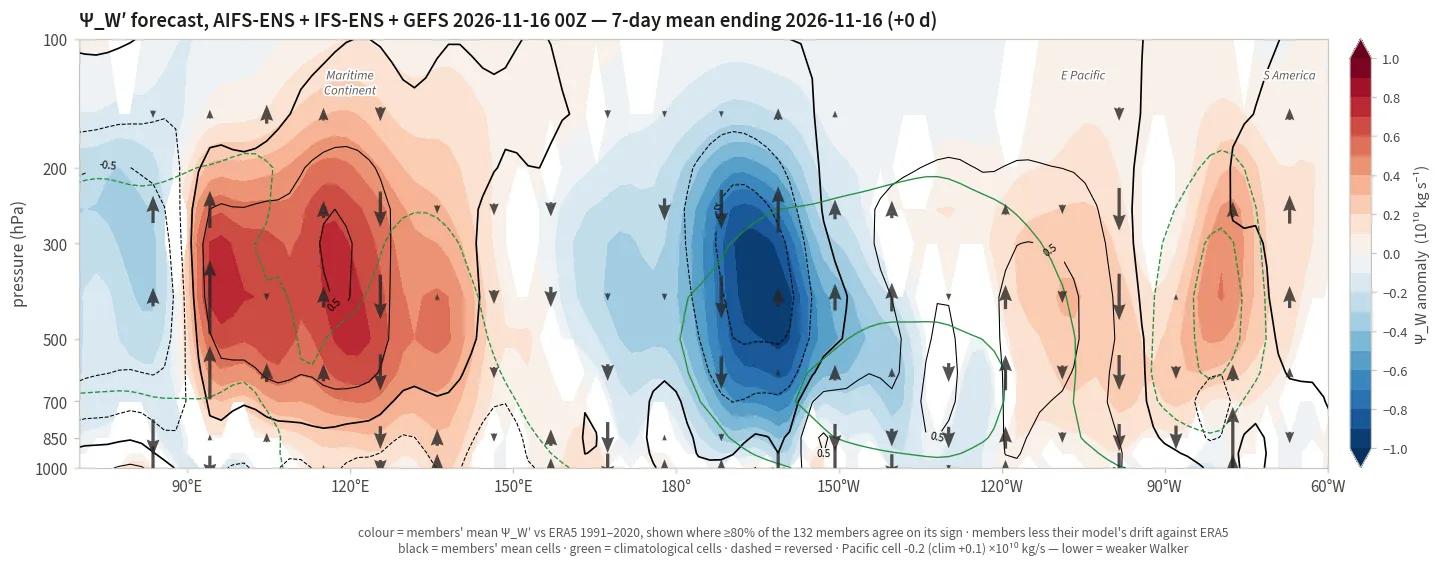 Ψ_W′ forecast, AIFS-ENS + IFS-ENS + GEFS 2026-11-16 00Z — 7-day mean ending 2026-11-16 (+0 d)
100
200
300
500
700
850
1000
pressure (hPa)
Maritime
Continent
E Pacific
S America
-0.5
0.5
0.5
0.5
0.5
90°E
120°E
150°E
180°
150°W
120°W
90°W
60°W
1.0
0.8
0.6
0.4
0.2
0.0
−0.2
−0.4
−0.6
−0.8
−1.0
Ψ_W anomaly (10¹⁰ kg s⁻¹)
colour = members' mean Ψ_W′ vs ERA5 1991–2020, shown where ≥80% of the 132 members agree on its sign · members less their model's drift against ERA5
black = members' mean cells · green = climatological cells · dashed = reversed · Pacific cell -0.2 (clim +0.1) ×10¹⁰ kg/s — lower = weaker Walker